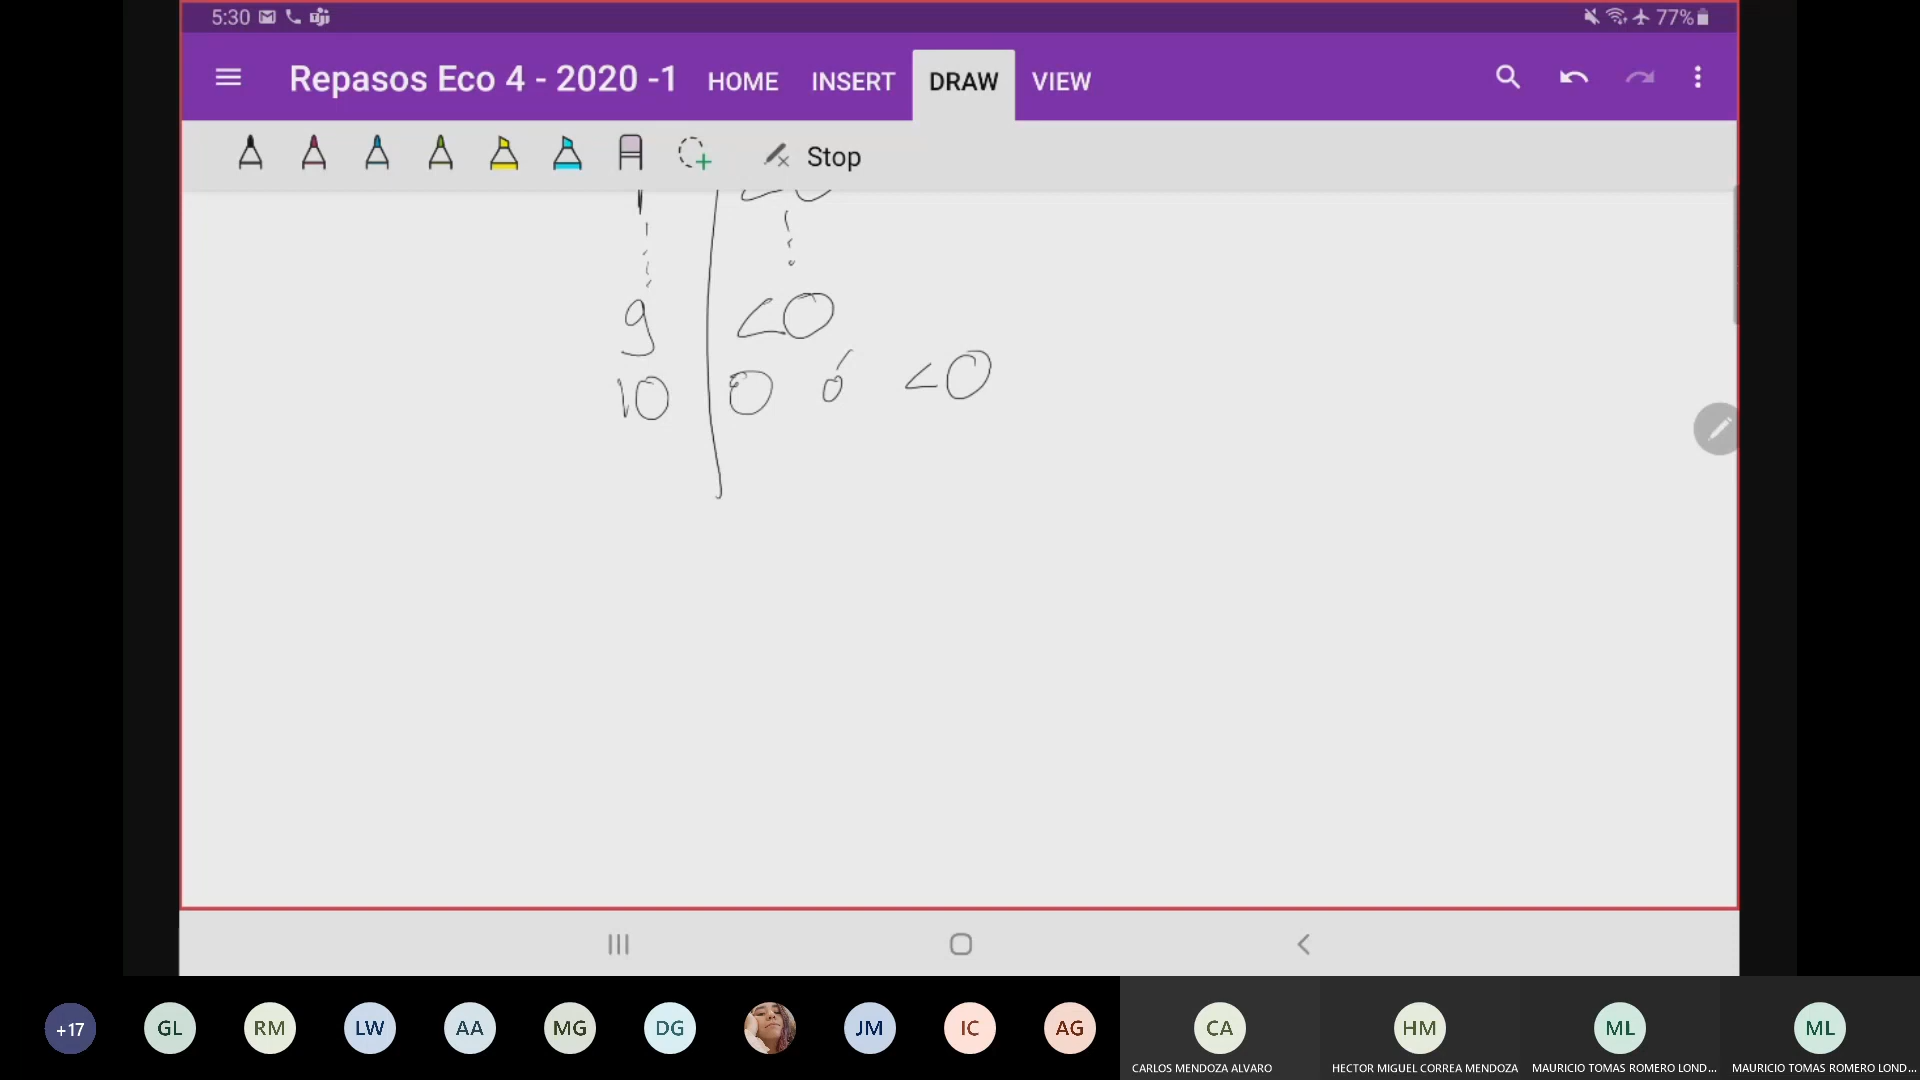 5:30 77%
Repasos Eco 4 - 2020 -1 HOME INSERT DRAW VIEW
Stop
9 <0
10 0 ó <0
+17 GL RM LW AA MG DG JM IC AG CA HM ML ML
CARLOS MENDOZA ALVARO HECTOR MIGUEL CORREA MENDOZA MAURICIO TOMAS ROMERO LOND... MAURICIO TOMAS ROMERO LOND...